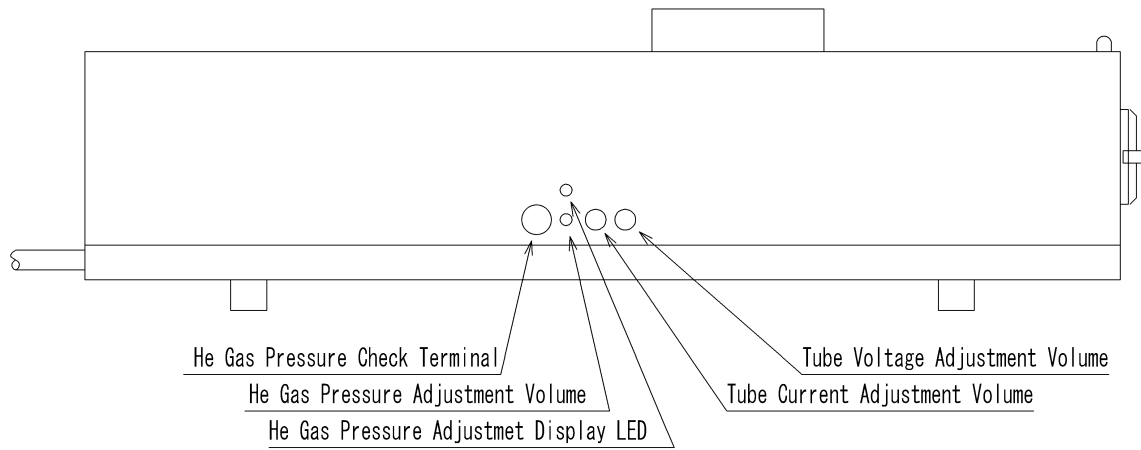 He Gas Pressure Check Terminal
Tube Voltage Adjustment Volume
He Gas Pressure Adjustment Volume
Tube Current Adjustment Volume
He Gas Pressure Adjustmet Display LED